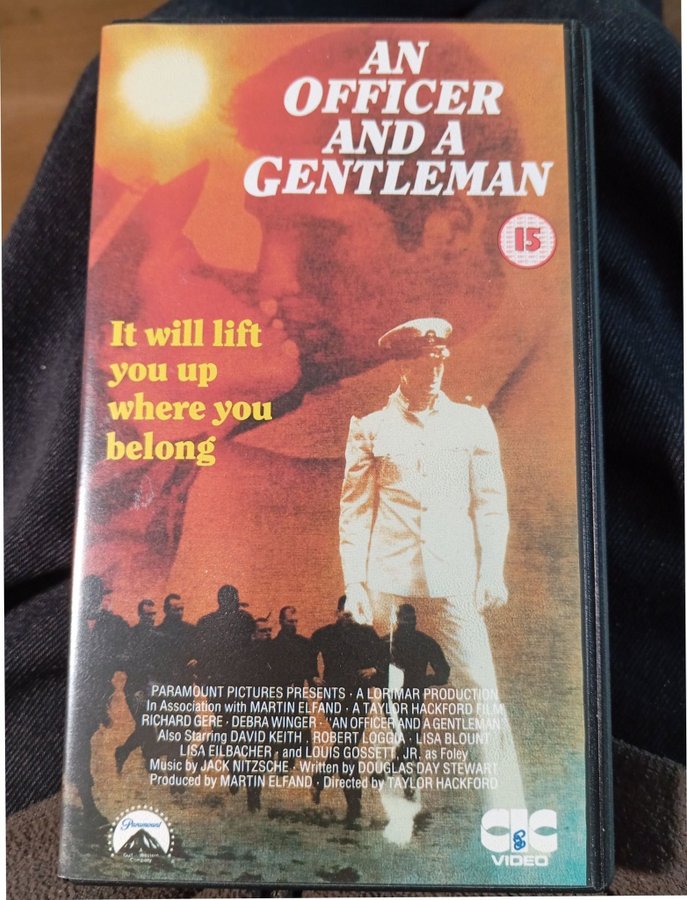 AN
OFFICER
AND A
GENTLEMAN
15
It will lift
you up
where you
belong
PARAMOUNT PICTURES PRESENTS · A LORIMAR PRODUCTION
In Association with MARTIN ELFAND · A TAYLOR HACKFORD FILM
RICHARD GERE · DEBRA WINGER · "AN OFFICER AND A GENTLEMAN"
Also Starring DAVID KEITH · ROBERT LOGGIA · LISA BLOUNT
LISA EILBACHER · and LOUIS GOSSETT, JR. as Foley
Music by JACK NITZSCHE · Written by DOUGLAS DAY STEWART
Produced by MARTIN ELFAND · Directed by TAYLOR HACKFORD
Paramount
Gulf + Western
Company
CIC
VIDEO